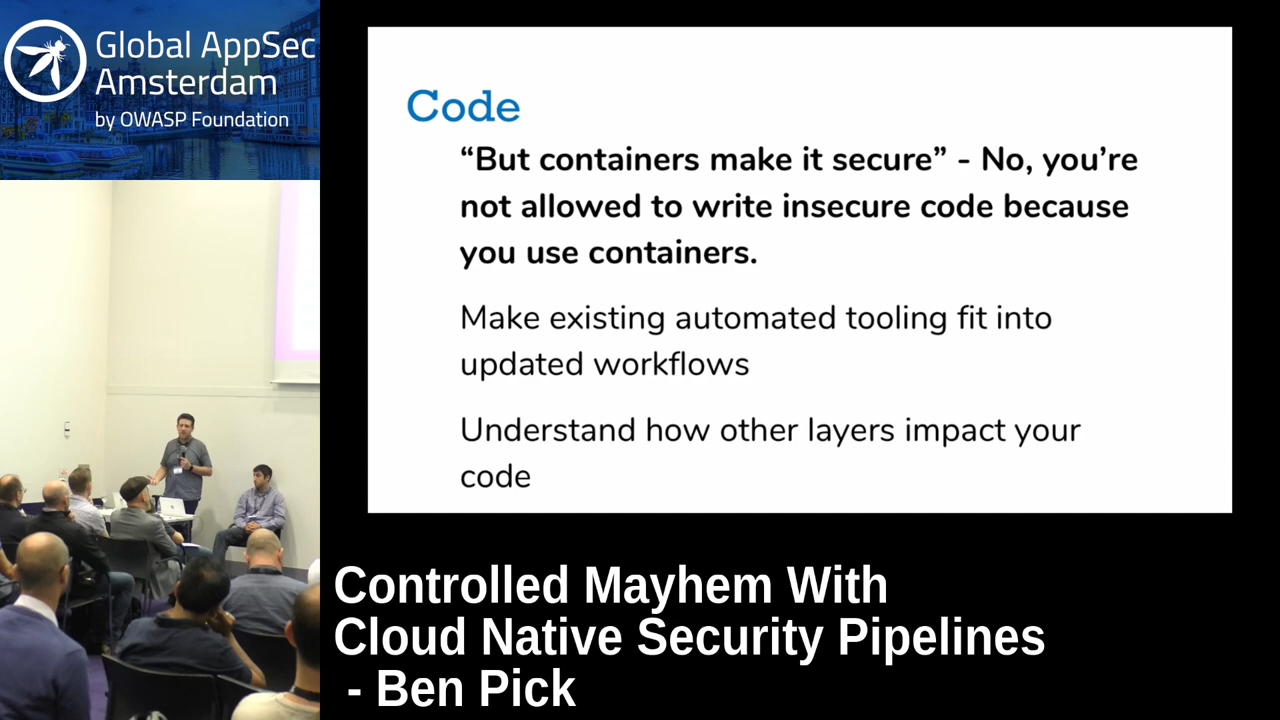 Global AppSec
Amsterdam
by OWASP Foundation
Code
“But containers make it secure” - No, you’re
not allowed to write insecure code because
you use containers.
Make existing automated tooling fit into
updated workflows
Understand how other layers impact your
code
Controlled Mayhem With
Cloud Native Security Pipelines
- Ben Pick